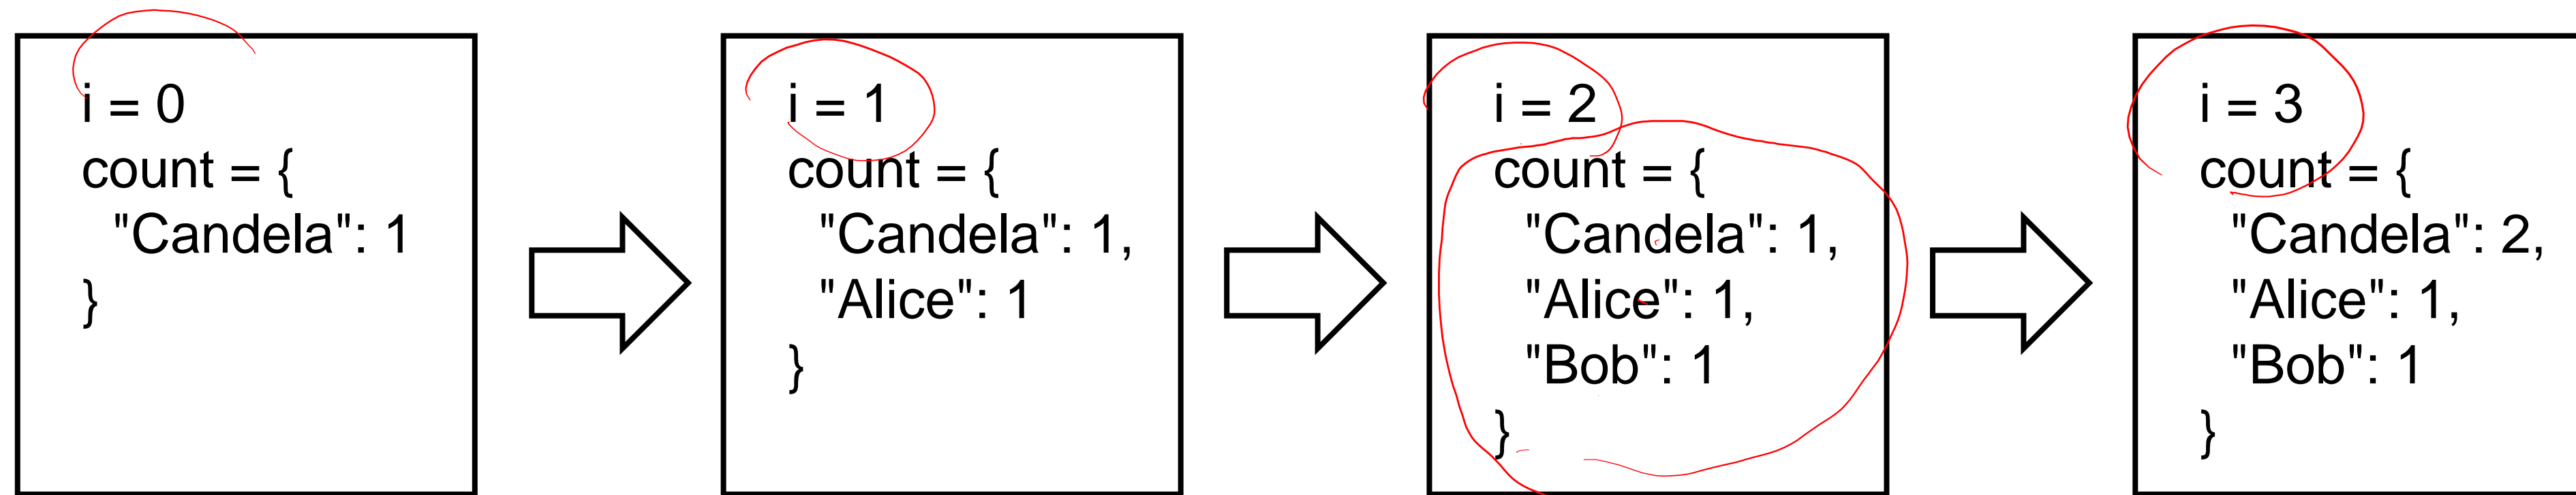 i = 0
count = {
"Candela": 1
}
i = 1
count = {
"Candela": 1,
"Alice": 1
}
i = 2
count = {
"Candela": 1,
"Alice": 1,
"Bob": 1
}
i = 3
count = {
"Candela": 2,
"Alice": 1,
"Bob": 1
}